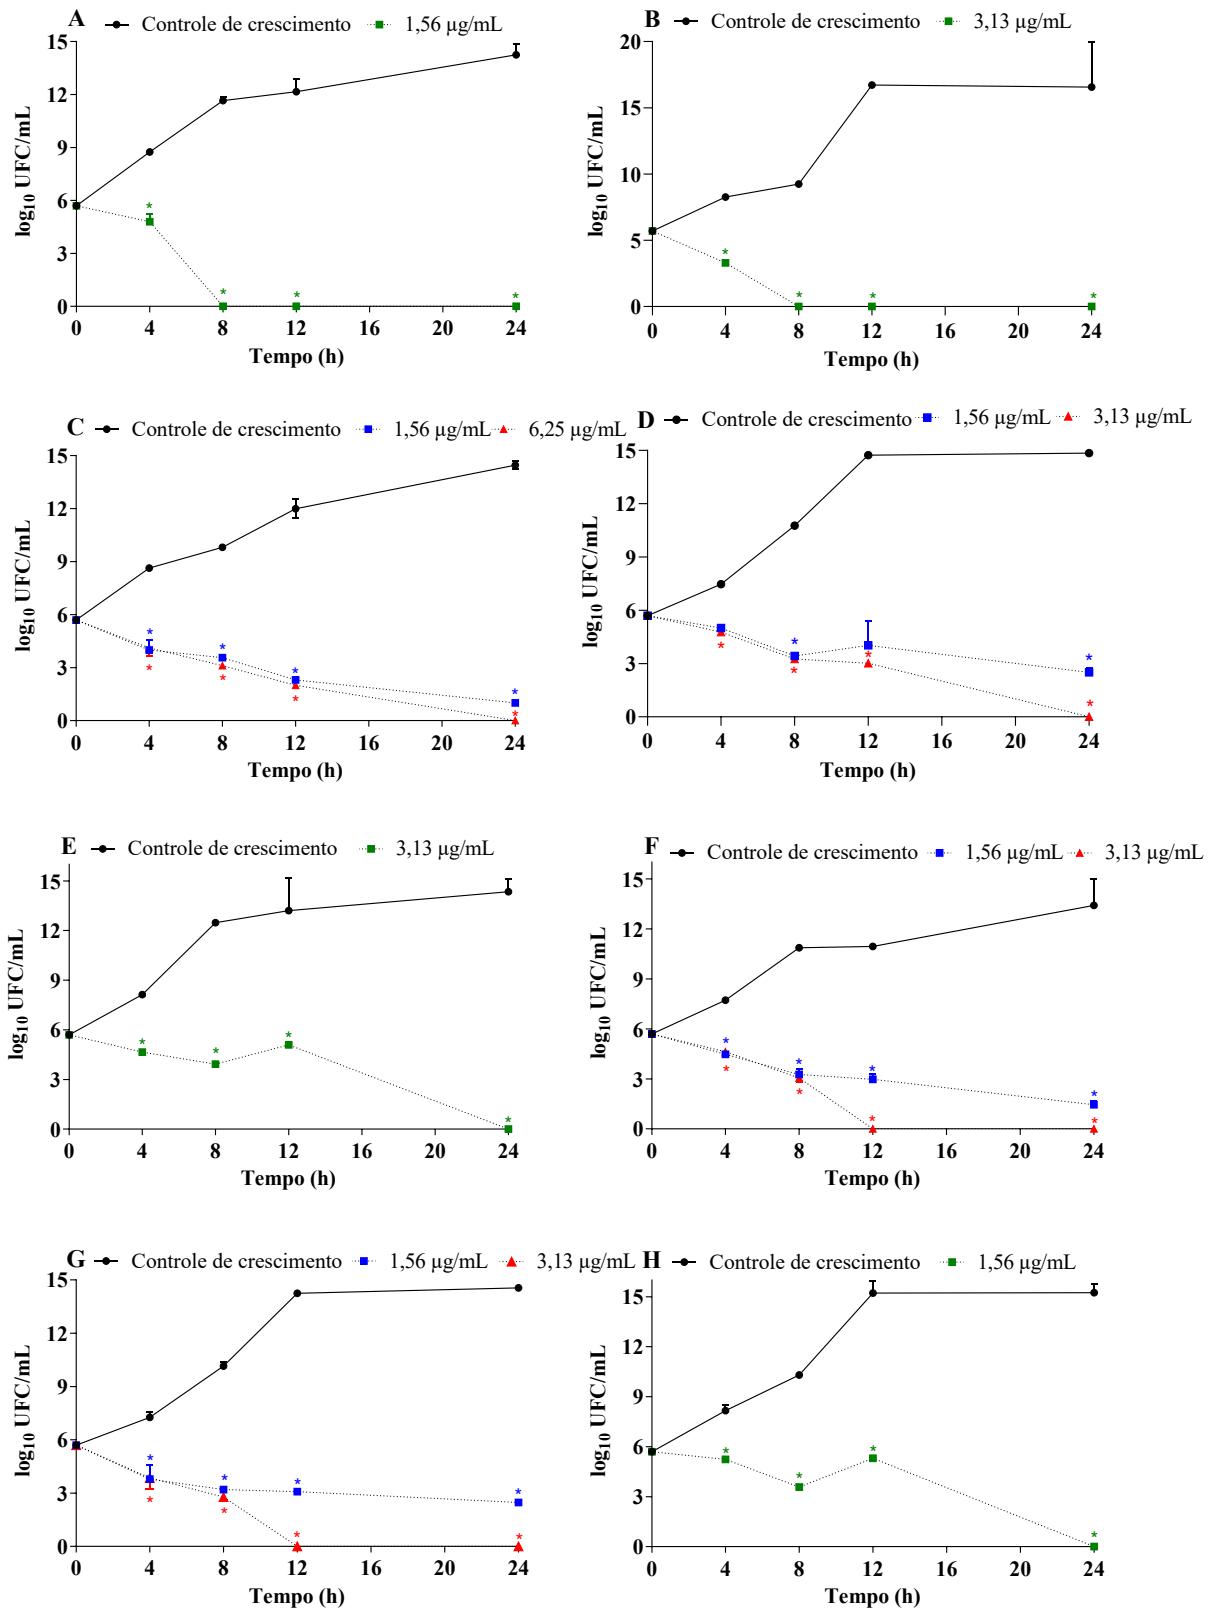 A Controle de crescimento 1,56 µg/mL
15
12
9
6
3
0
log10 UFC/mL
0 4 8 12 16 20 24
Tempo (h)
* * * *
B Controle de crescimento 3,13 µg/mL
20
15
10
5
0
log10 UFC/mL
0 4 8 12 16 20 24
Tempo (h)
* * * *
C Controle de crescimento 1,56 µg/mL 6,25 µg/mL
15
12
9
6
3
0
log10 UFC/mL
0 4 8 12 16 20 24
Tempo (h)
* * * *
* * * *
D Controle de crescimento 1,56 µg/mL 3,13 µg/mL
15
12
9
6
3
0
log10 UFC/mL
0 4 8 12 16 20 24
Tempo (h)
* *
* * * *
E Controle de crescimento 3,13 µg/mL
15
12
9
6
3
0
log10 UFC/mL
0 4 8 12 16 20 24
Tempo (h)
* * * *
F Controle de crescimento 1,56 µg/mL 3,13 µg/mL
15
12
9
6
3
0
log10 UFC/mL
0 4 8 12 16 20 24
Tempo (h)
* * * *
* * * *
G Controle de crescimento 1,56 µg/mL 3,13 µg/mL
15
12
9
6
3
0
log10 UFC/mL
0 4 8 12 16 20 24
Tempo (h)
* * * *
* * * *
H Controle de crescimento 1,56 µg/mL
15
12
9
6
3
0
log10 UFC/mL
0 4 8 12 16 20 24
Tempo (h)
* * * *